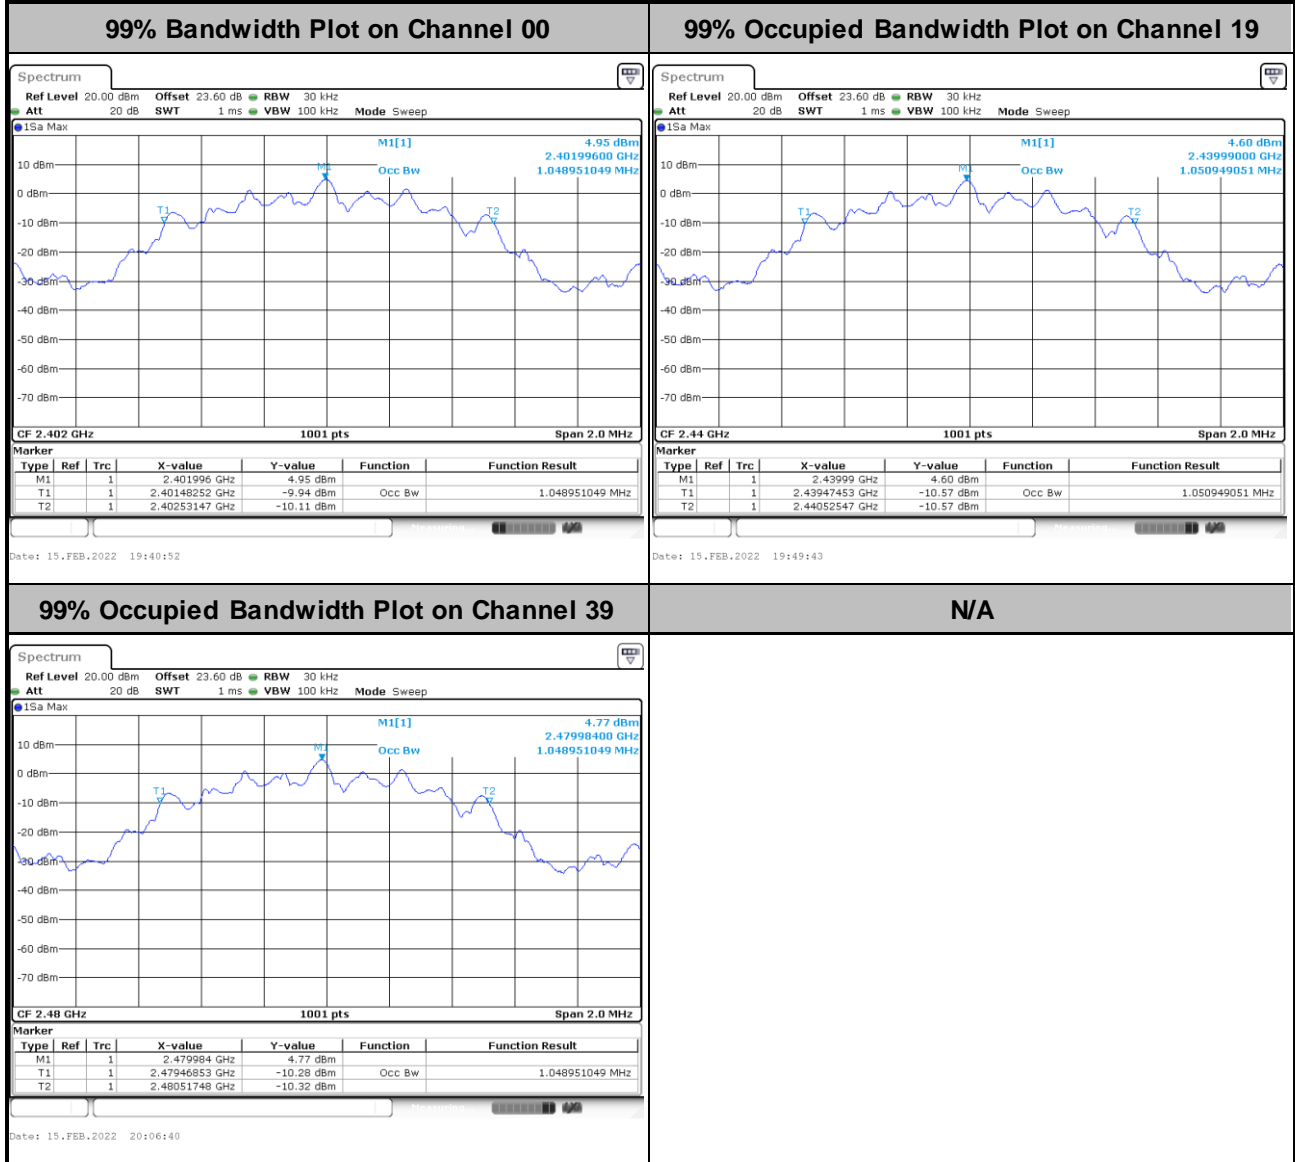 99% Bandwidth Plot on Channel 00
Spectrum
Ref Level 20.00 dBm Offset 23.60 dB RBW 30 kHz
Att 20 dB SWT 1 ms VBW 100 kHz Mode Sweep
1Sa Max
M1[1] 4.95 dBm
2.40199600 GHz
Occ Bw 1.048951049 MHz
10 dBm
M1
0 dBm
T1
T2
-10 dBm
-20 dBm
-30 dBm
-40 dBm
-50 dBm
-60 dBm
-70 dBm
CF 2.402 GHz 1001 pts Span 2.0 MHz
Marker
Type Ref Trc X-value Y-value Function Function Result
M1 1 2.401996 GHz 4.95 dBm
T1 1 2.40148252 GHz -9.94 dBm Occ Bw 1.048951049 MHz
T2 1 2.40253147 GHz -10.11 dBm
Measuring...
Date: 15.FEB.2022 19:40:52
99% Occupied Bandwidth Plot on Channel 19
Spectrum
Ref Level 20.00 dBm Offset 23.60 dB RBW 30 kHz
Att 20 dB SWT 1 ms VBW 100 kHz Mode Sweep
1Sa Max
M1[1] 4.60 dBm
2.43999000 GHz
Occ Bw 1.050949051 MHz
10 dBm
M1
0 dBm
T1
T2
-10 dBm
-20 dBm
-30 dBm
-40 dBm
-50 dBm
-60 dBm
-70 dBm
CF 2.44 GHz 1001 pts Span 2.0 MHz
Marker
Type Ref Trc X-value Y-value Function Function Result
M1 1 2.43999 GHz 4.60 dBm
T1 1 2.43947453 GHz -10.57 dBm Occ Bw 1.050949051 MHz
T2 1 2.44052547 GHz -10.57 dBm
Measuring...
Date: 15.FEB.2022 19:49:43
99% Occupied Bandwidth Plot on Channel 39
Spectrum
Ref Level 20.00 dBm Offset 23.60 dB RBW 30 kHz
Att 20 dB SWT 1 ms VBW 100 kHz Mode Sweep
1Sa Max
M1[1] 4.77 dBm
2.47998400 GHz
Occ Bw 1.048951049 MHz
10 dBm
M1
0 dBm
T1
T2
-10 dBm
-20 dBm
-30 dBm
-40 dBm
-50 dBm
-60 dBm
-70 dBm
CF 2.48 GHz 1001 pts Span 2.0 MHz
Marker
Type Ref Trc X-value Y-value Function Function Result
M1 1 2.479984 GHz 4.77 dBm
T1 1 2.47946853 GHz -10.28 dBm Occ Bw 1.048951049 MHz
T2 1 2.48051748 GHz -10.32 dBm
Measuring...
Date: 15.FEB.2022 20:06:40
N/A